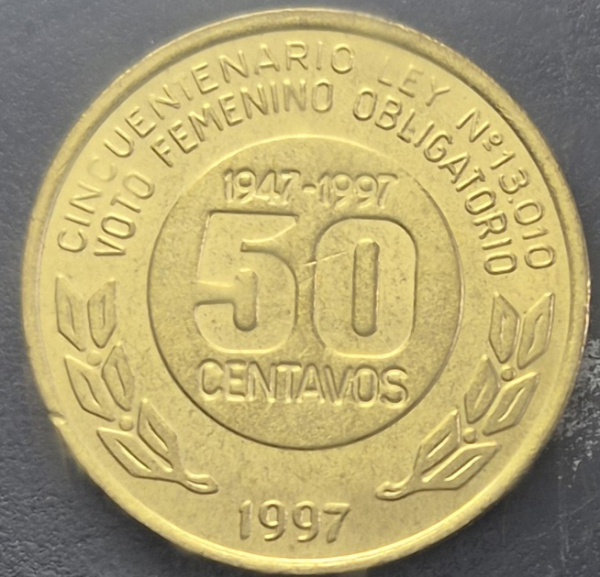 CINCUENTENARIO LEY Nº13.010
VOTO FEMENINO OBLIGATORIO
1947-1997
50
CENTAVOS
1997